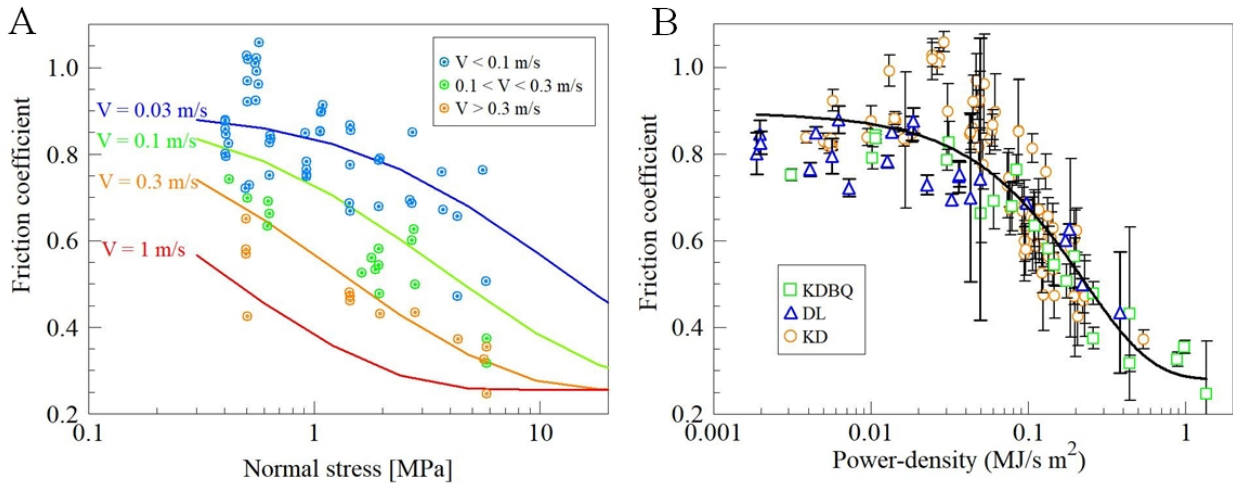 A
Friction coefficient
1.0
0.8
0.6
0.4
0.2
V < 0.1 m/s
0.1 < V < 0.3 m/s
V > 0.3 m/s
V = 0.03 m/s
V = 0.1 m/s
V = 0.3 m/s
V = 1 m/s
0.1
1
10
Normal stress [MPa]
B
Friction coefficient
1.0
0.8
0.6
0.4
0.2
KDBQ
DL
KD
0.001
0.01
0.1
1
Power-density (MJ/s m²)